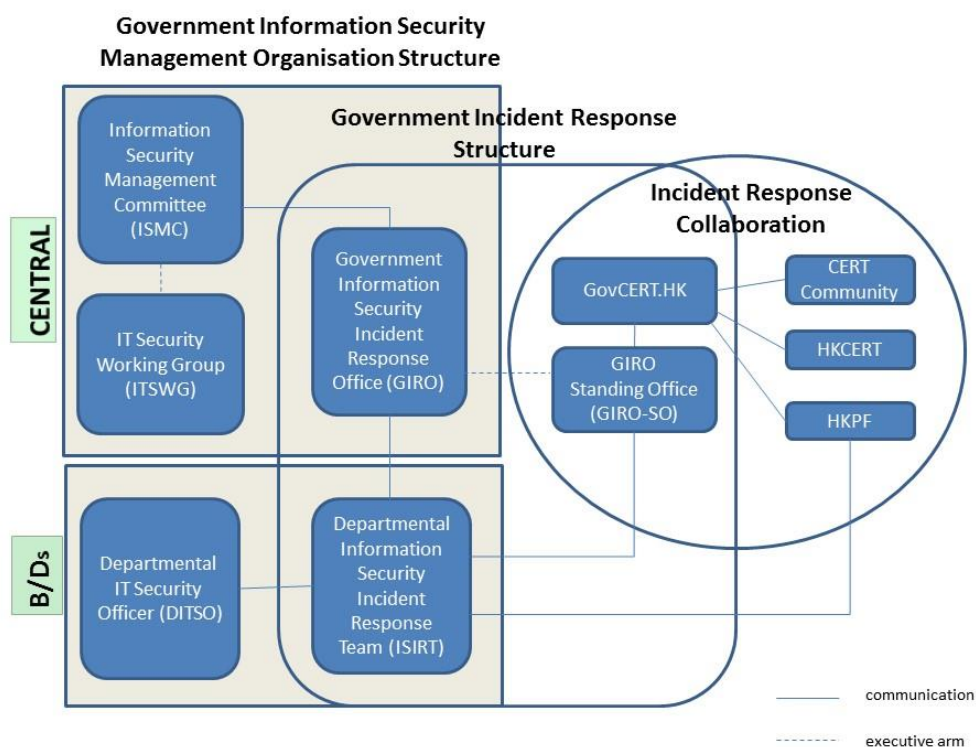 Government Information Security
Management Organisation Structure
Government Incident Response
Structure
Incident Response
Collaboration
CENTRAL
Information
Security
Management
Committee
(ISMC)
IT Security
Working Group
(ITSWG)
Government
Information
Security
Incident
Response
Office (GIRO)
GovCERT.HK
GIRO
Standing Office
(GIRO-SO)
CERT
Community
HKCERT
HKPF
B/Ds
Departmental
IT Security
Officer (DITSO)
Departmental
Information
Security
Incident
Response
Team (ISIRT)
communication
executive arm